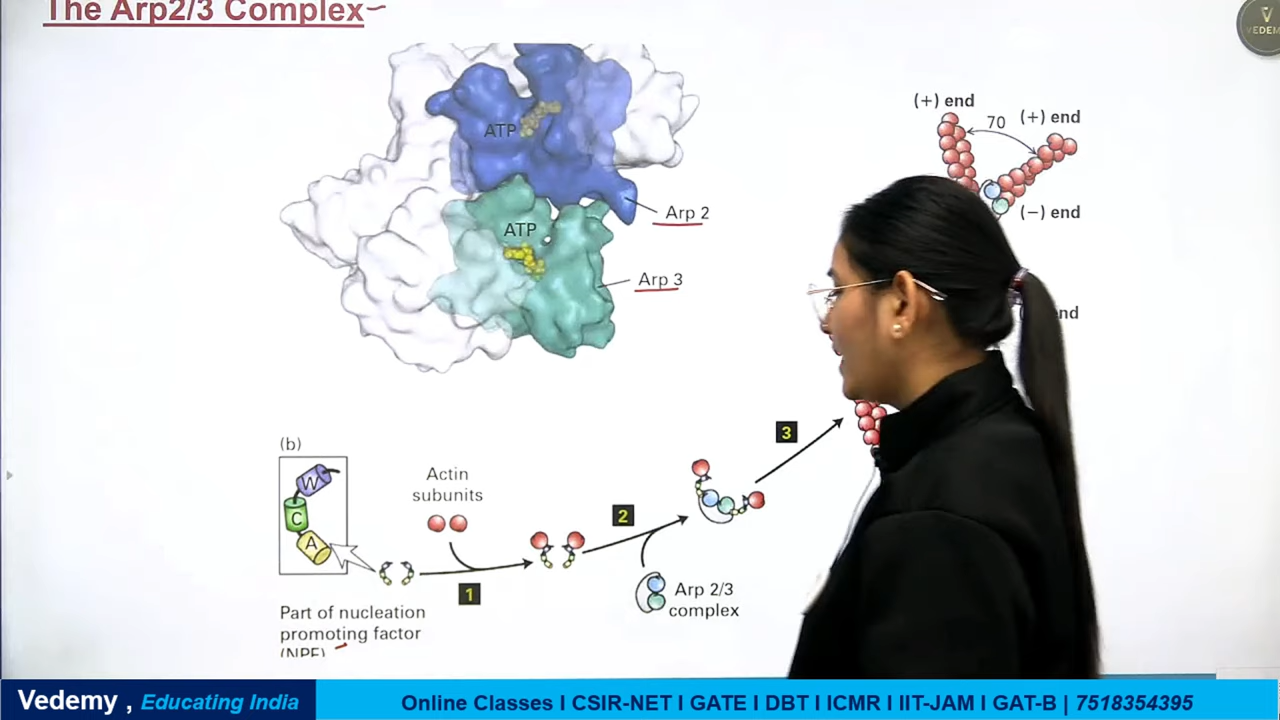 The Arp2/3 Complex
V
VEDEM
(+) end
70
(+) end
ATP
(−) end
Arp 2
ATP
Arp 3
end
3
(b)
W
C
A
Actin
subunits
2
1
Arp 2/3
complex
Part of nucleation
promoting factor
(NPF)
Vedemy , Educating India
Online Classes I CSIR-NET I GATE I DBT I ICMR I IIT-JAM I GAT-B | 7518354395